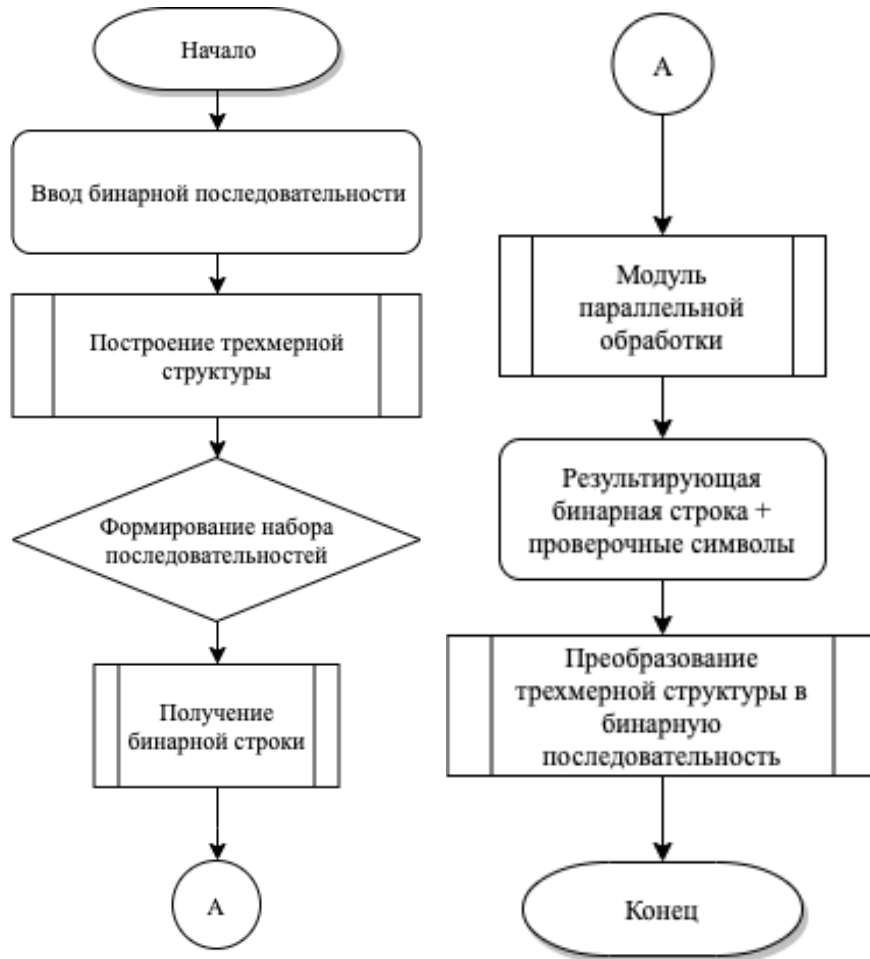 Начало
Ввод бинарной последовательности
Построение трехмерной
структуры
Формирование набора
последовательностей
Получение
бинарной строки
А
А
Модуль
параллельной
обработки
Результирующая
бинарная строка +
проверочные символы
Преобразование
трехмерной структуры в
бинарную
последовательность
Конец